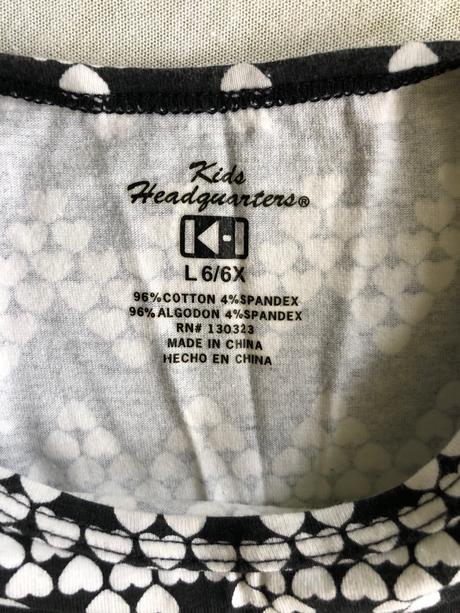 Kids
Headquarters®
K-I
L 6/6X
96%COTTON 4%SPANDEX
96%ALGODON 4%SPANDEX
RN# 130323
MADE IN CHINA
HECHO EN CHINA